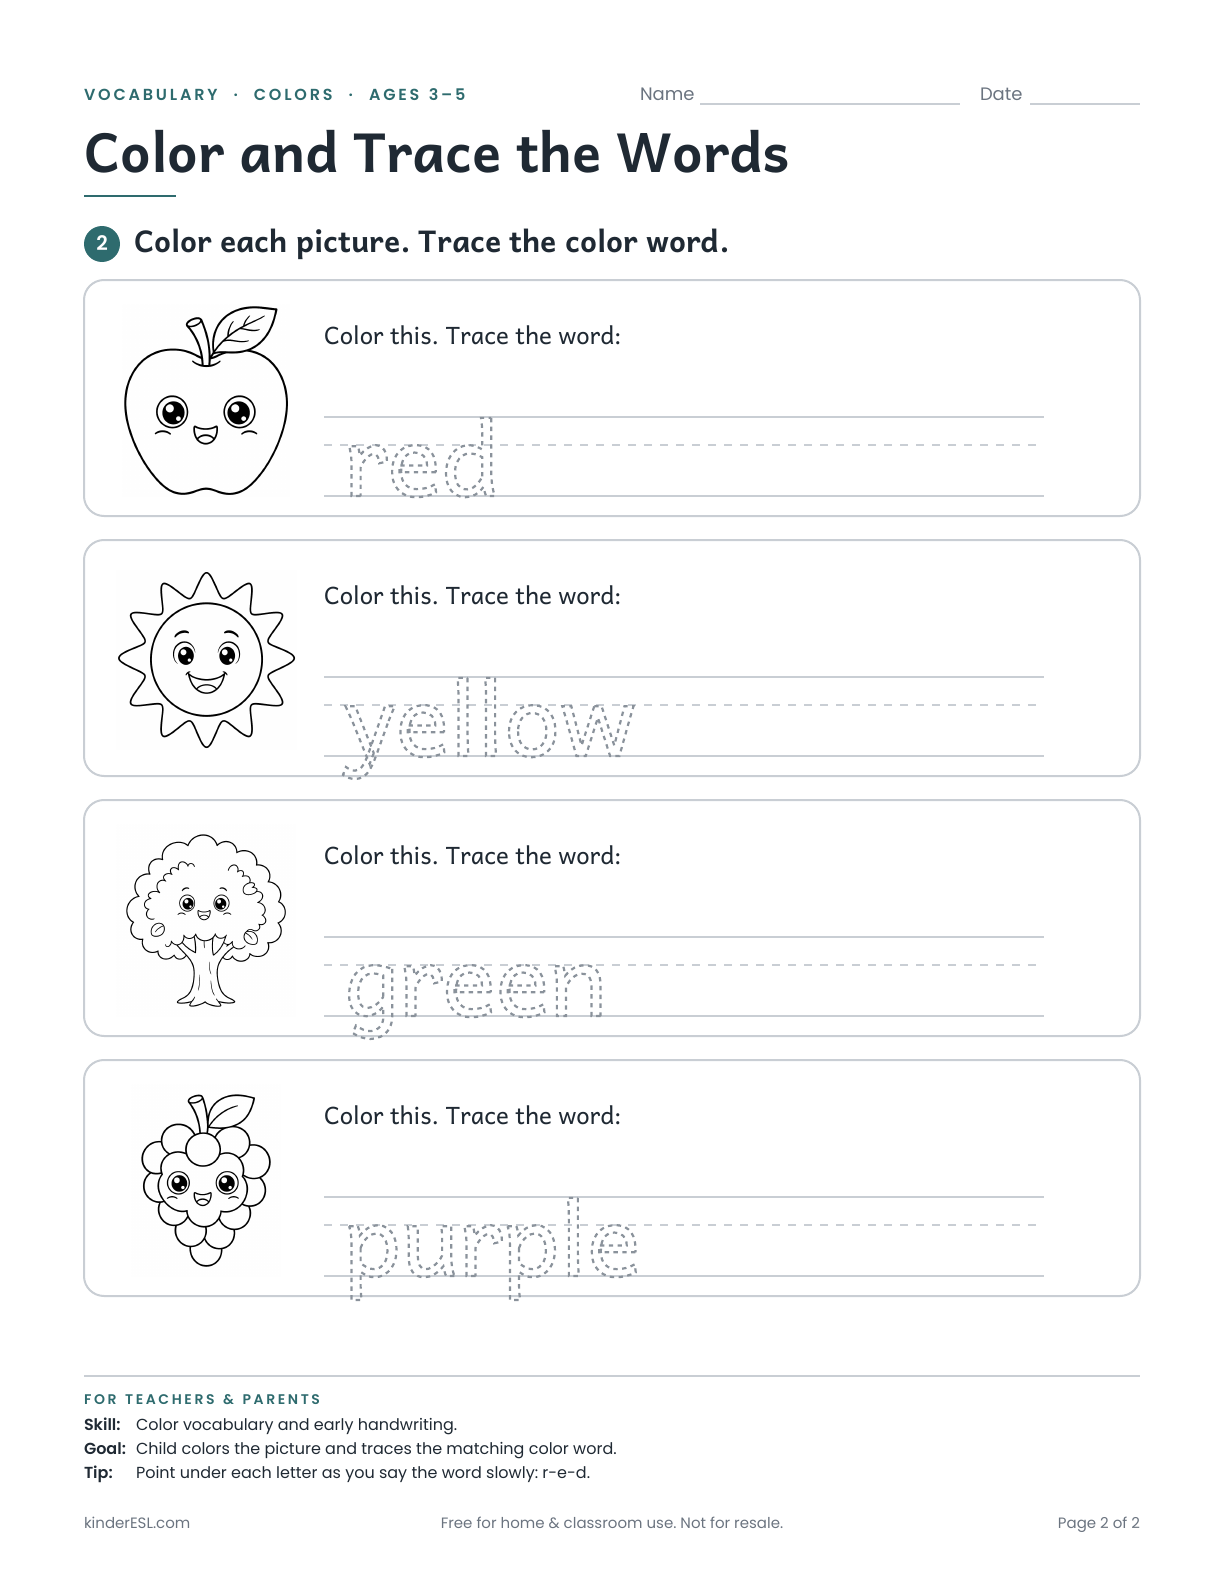 VOCABULARY · COLORS · AGES 3–5
Name
Date
Color and Trace the Words
2 Color each picture. Trace the color word.
Color this. Trace the word:
red
Color this. Trace the word:
yellow
Color this. Trace the word:
green
Color this. Trace the word:
purple
FOR TEACHERS & PARENTS
Skill: Color vocabulary and early handwriting.
Goal: Child colors the picture and traces the matching color word.
Tip: Point under each letter as you say the word slowly: r-e-d.
kinderESL.com
Free for home & classroom use. Not for resale.
Page 2 of 2